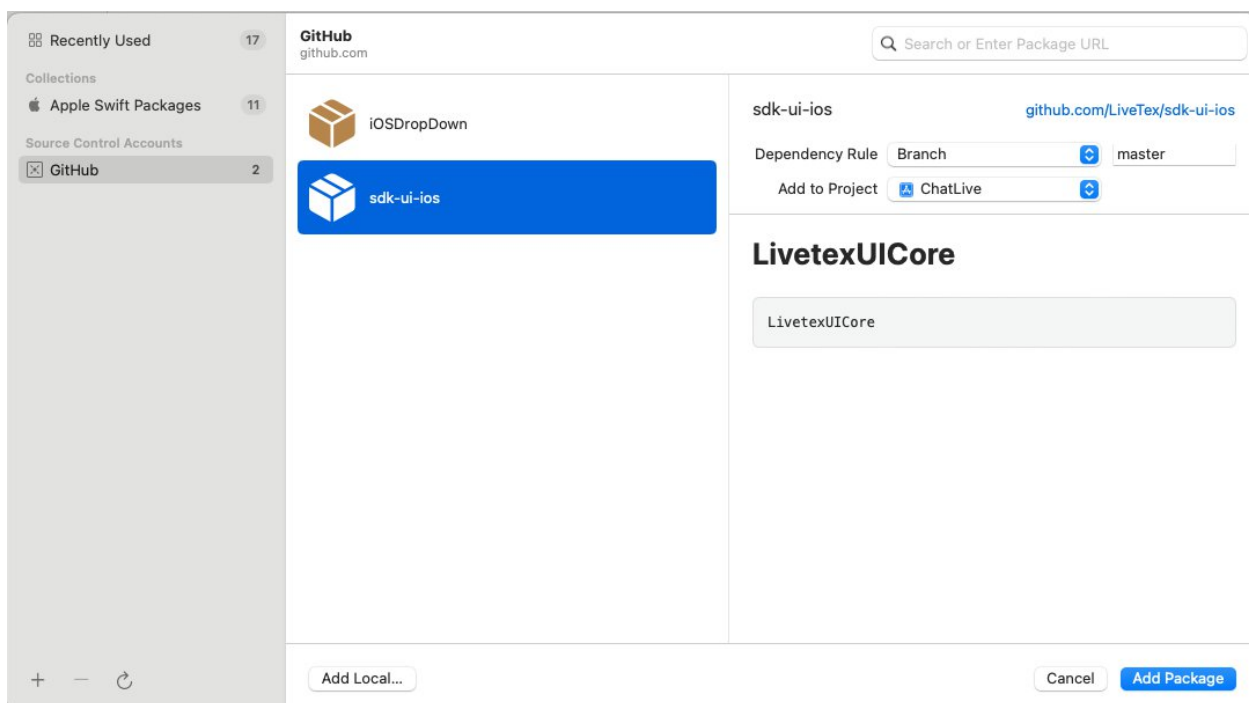 Recently Used 17
Collections
Apple Swift Packages 11
Source Control Accounts
GitHub 2
GitHub
github.com
Search or Enter Package URL
iOSDropDown
sdk-ui-ios
sdk-ui-ios github.com/LiveTex/sdk-ui-ios
Dependency Rule Branch master
Add to Project ChatLive
LivetexUICore
LivetexUICore
Add Local...
Cancel Add Package